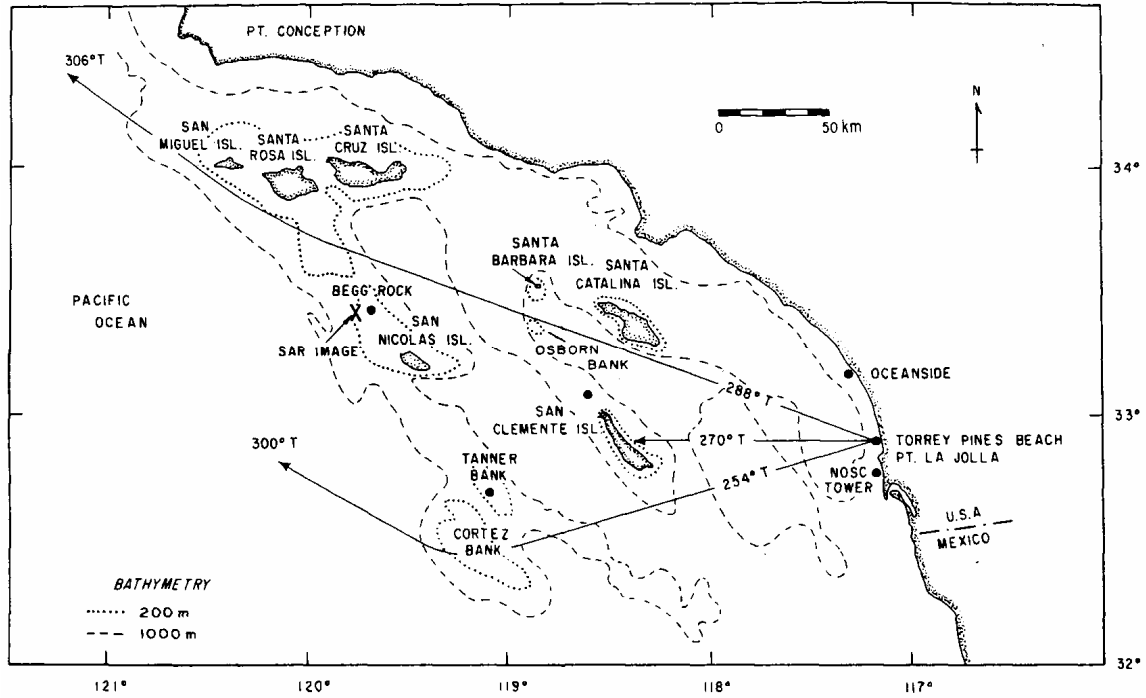 PT. CONCEPTION
306°T
N
0 50 km
SAN
MIGUEL ISL.
SANTA
ROSA ISL.
SANTA
CRUZ ISL.
34°
SANTA
BARBARA ISL.
SANTA
CATALINA ISL.
PACIFIC
OCEAN
BEGG ROCK
X
SAR IMAGE
SAN
NICOLAS ISL.
OSBORN
BANK
OCEANSIDE
288° T
33°
SAN
CLEMENTE ISL.
270°T
TORREY PINES BEACH
PT. LA JOLLA
300° T
TANNER
BANK
254° T
NOSC
TOWER
CORTEZ
BANK
U.S.A
MEXICO
BATHYMETRY
200 m
1000 m
32°
121° 120° 119° 118° 117°